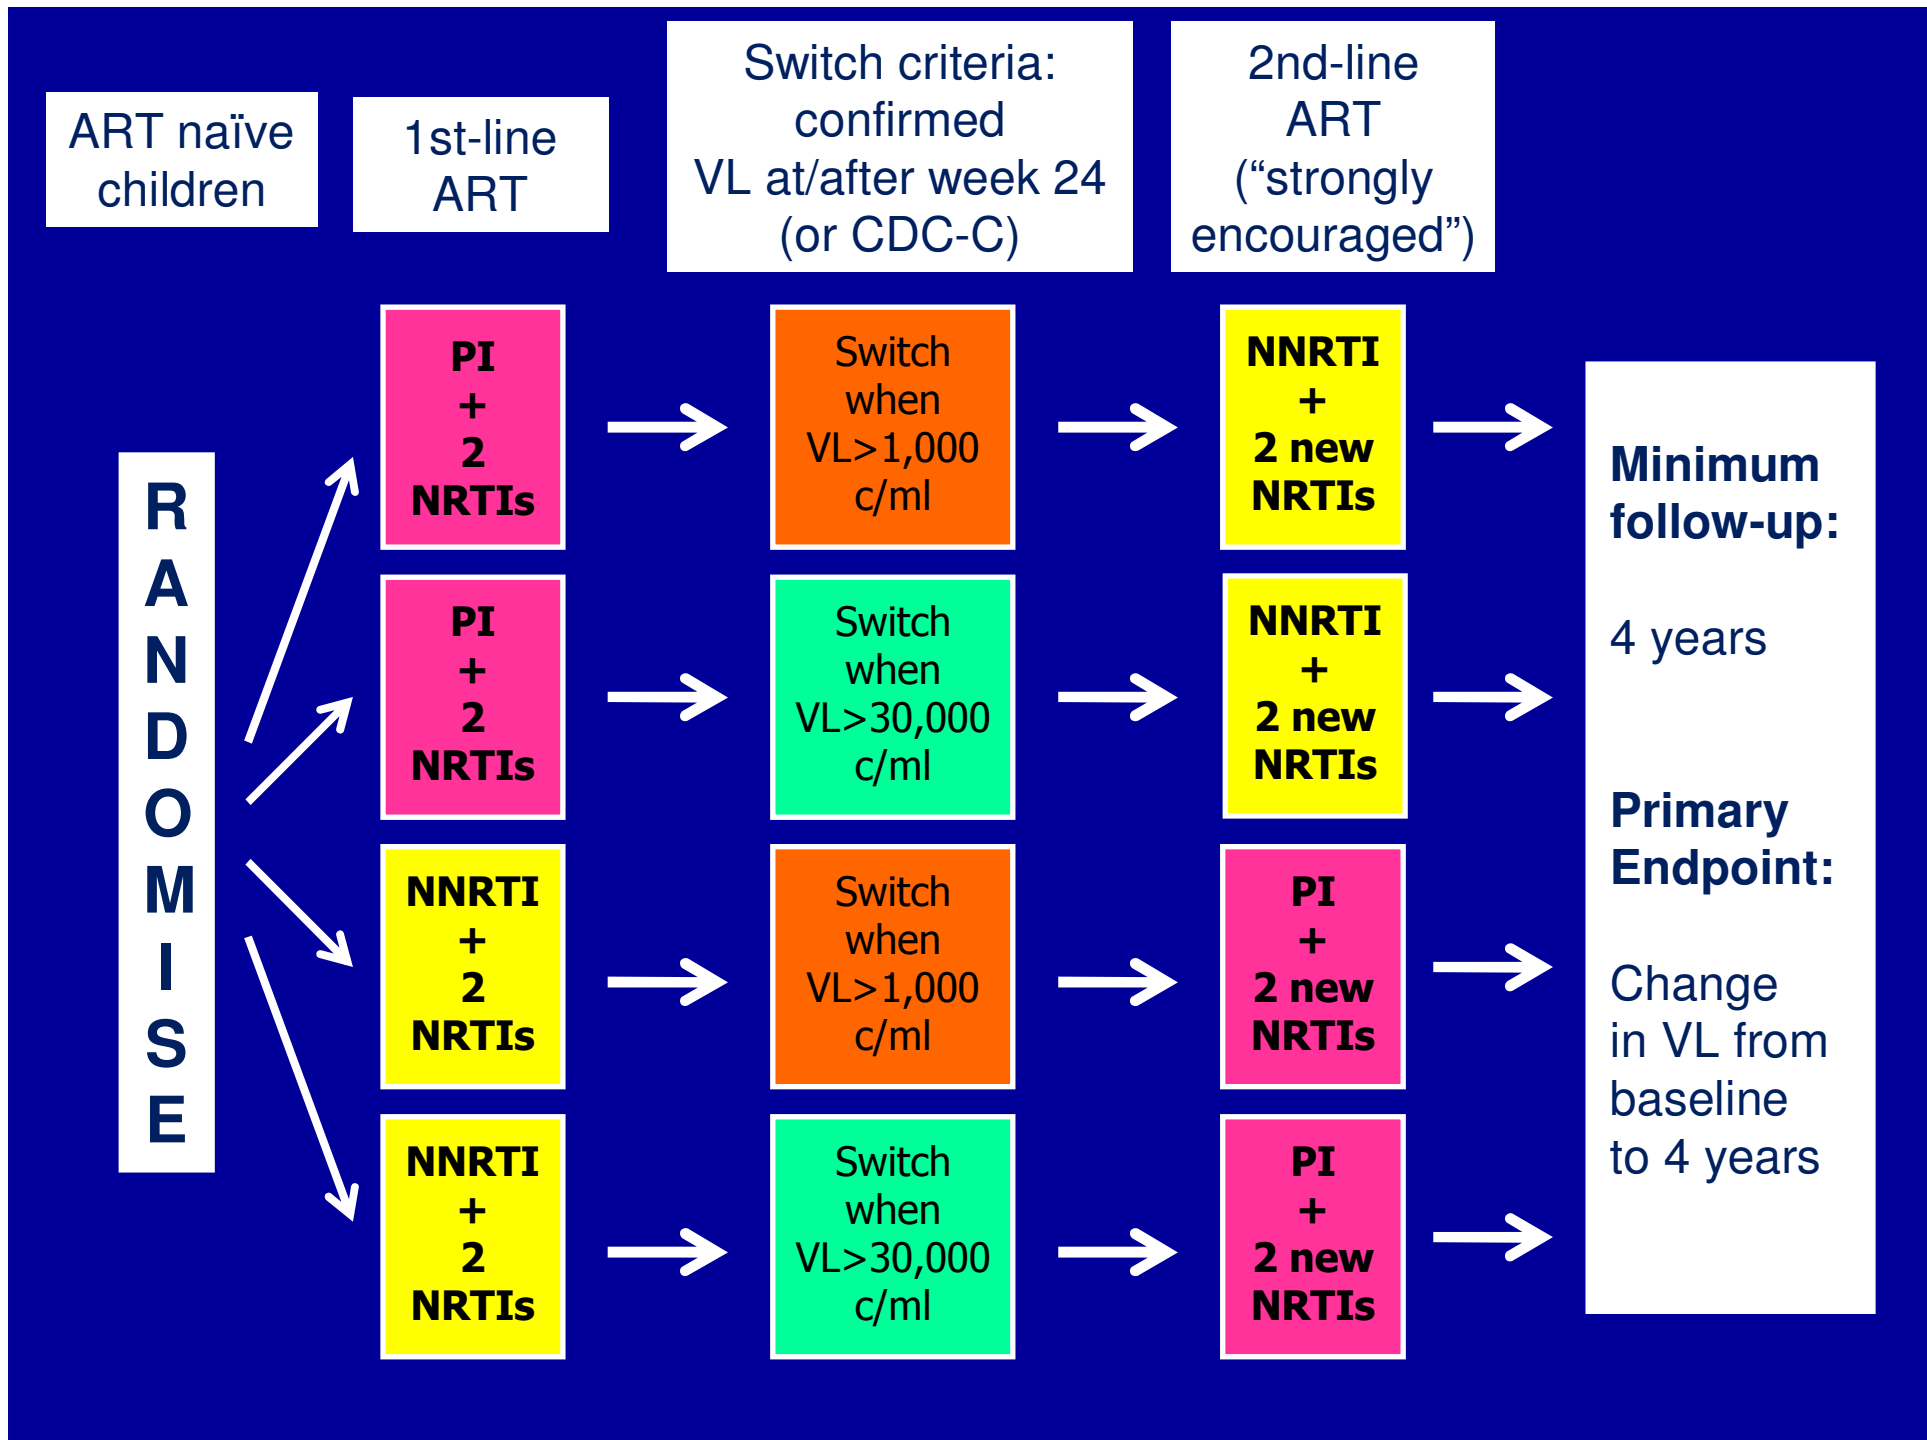 ART naïve
children
1st-line
ART
Switch criteria:
confirmed
VL at/after week 24
(or CDC-C)
2nd-line
ART
(“strongly
encouraged”)
R
A
N
D
O
M
I
S
E
PI
+
2
NRTIs
Switch
when
VL>1,000
c/ml
NNRTI
+
2 new
NRTIs
PI
+
2
NRTIs
Switch
when
VL>30,000
c/ml
NNRTI
+
2 new
NRTIs
NNRTI
+
2
NRTIs
Switch
when
VL>1,000
c/ml
PI
+
2 new
NRTIs
NNRTI
+
2
NRTIs
Switch
when
VL>30,000
c/ml
PI
+
2 new
NRTIs
Minimum
follow-up:
4 years
Primary
Endpoint:
Change
in VL from
baseline
to 4 years